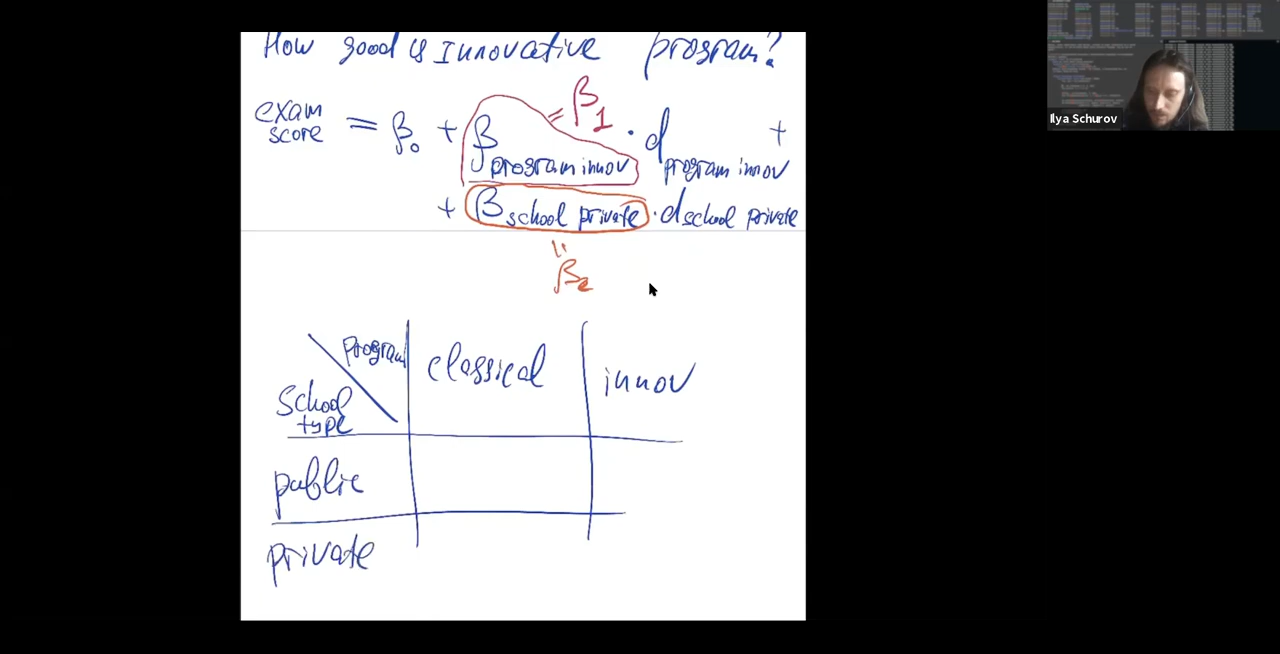 How good is innovative program?
exam score = β₀ + β program innov · d program innov +
= β₁
+ β school private · d school private
=
β₂
program classical innov
School type
public
private
Ilya Schurov